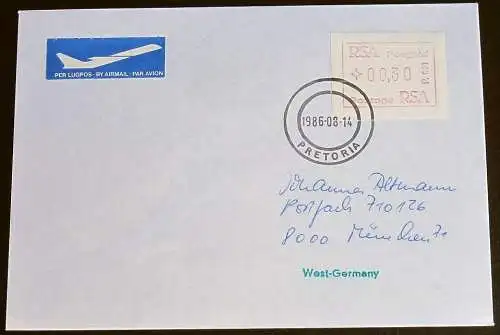 PER LUGPOS · BY AIRMAIL · PAR AVION
RSA Posgeld
00,30
P.001
Postage RSA
1986-08-14
PRETORIA
Johannes Altmann
Postfach 710126
8000 München 71
West-Germany